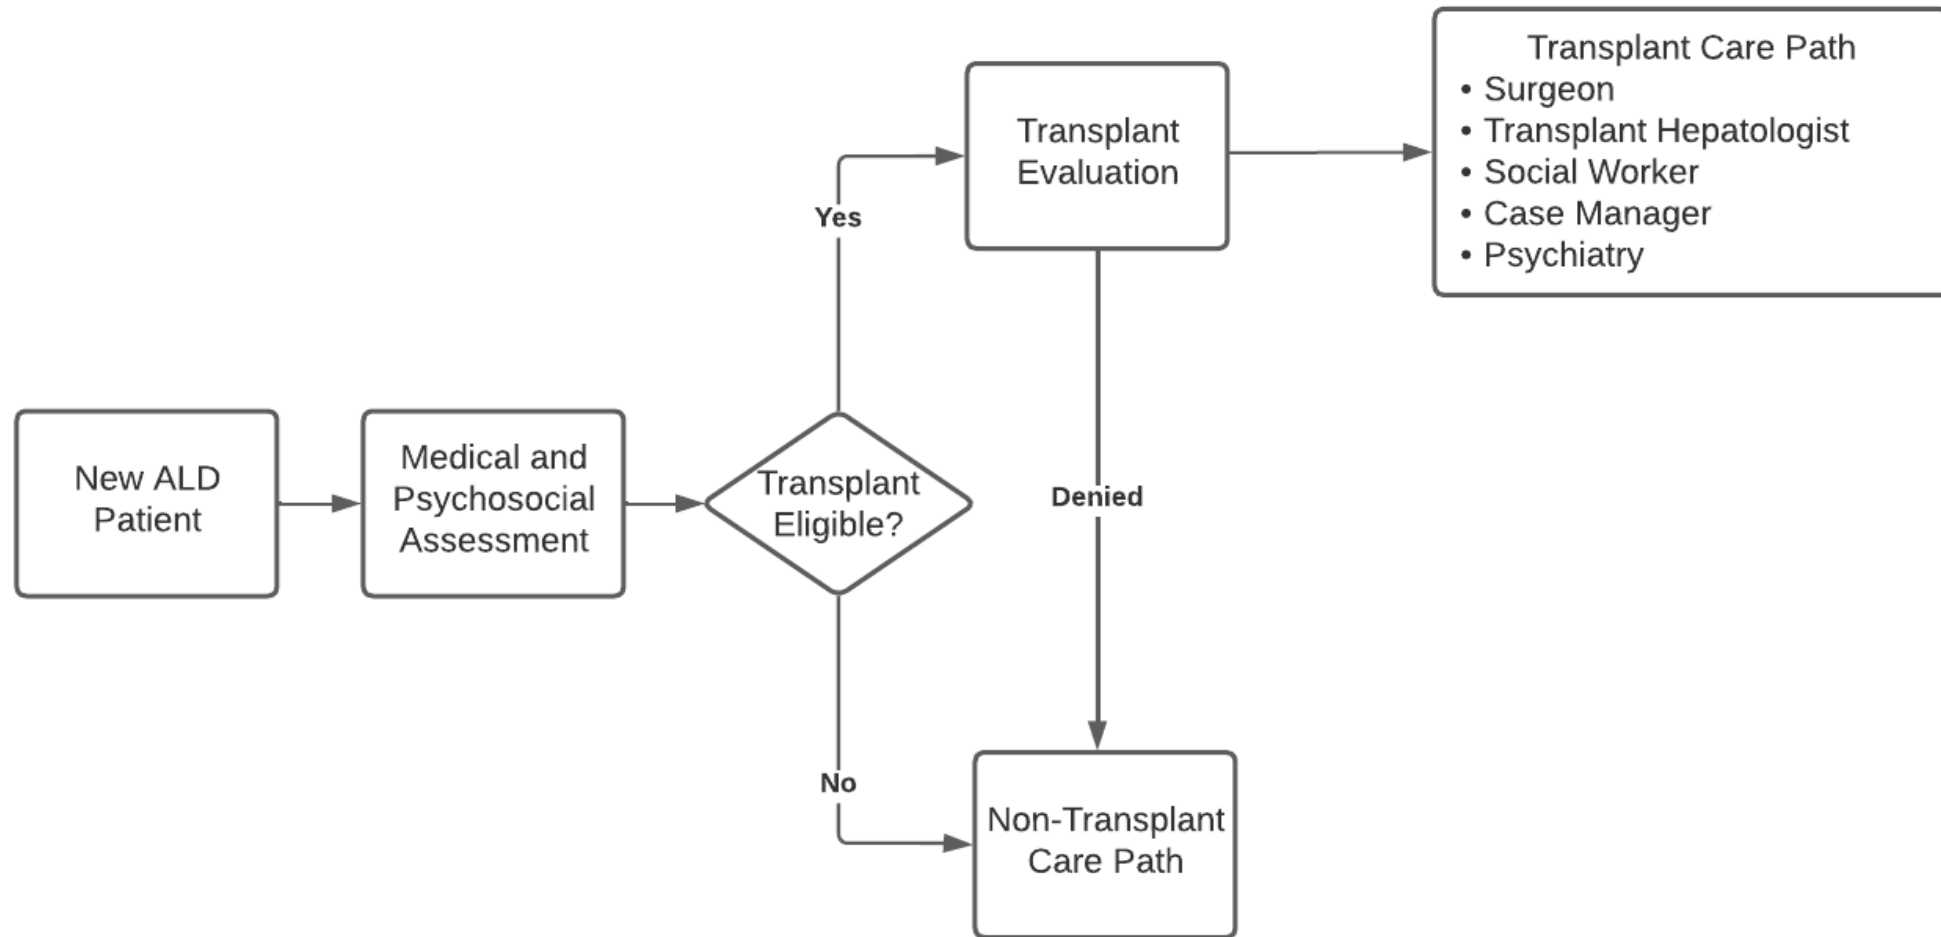 New ALD
Patient
Medical and
Psychosocial
Assessment
Transplant
Eligible?
Yes
No
Transplant
Evaluation
Denied
Non-Transplant
Care Path
Transplant Care Path
• Surgeon
• Transplant Hepatologist
• Social Worker
• Case Manager
• Psychiatry